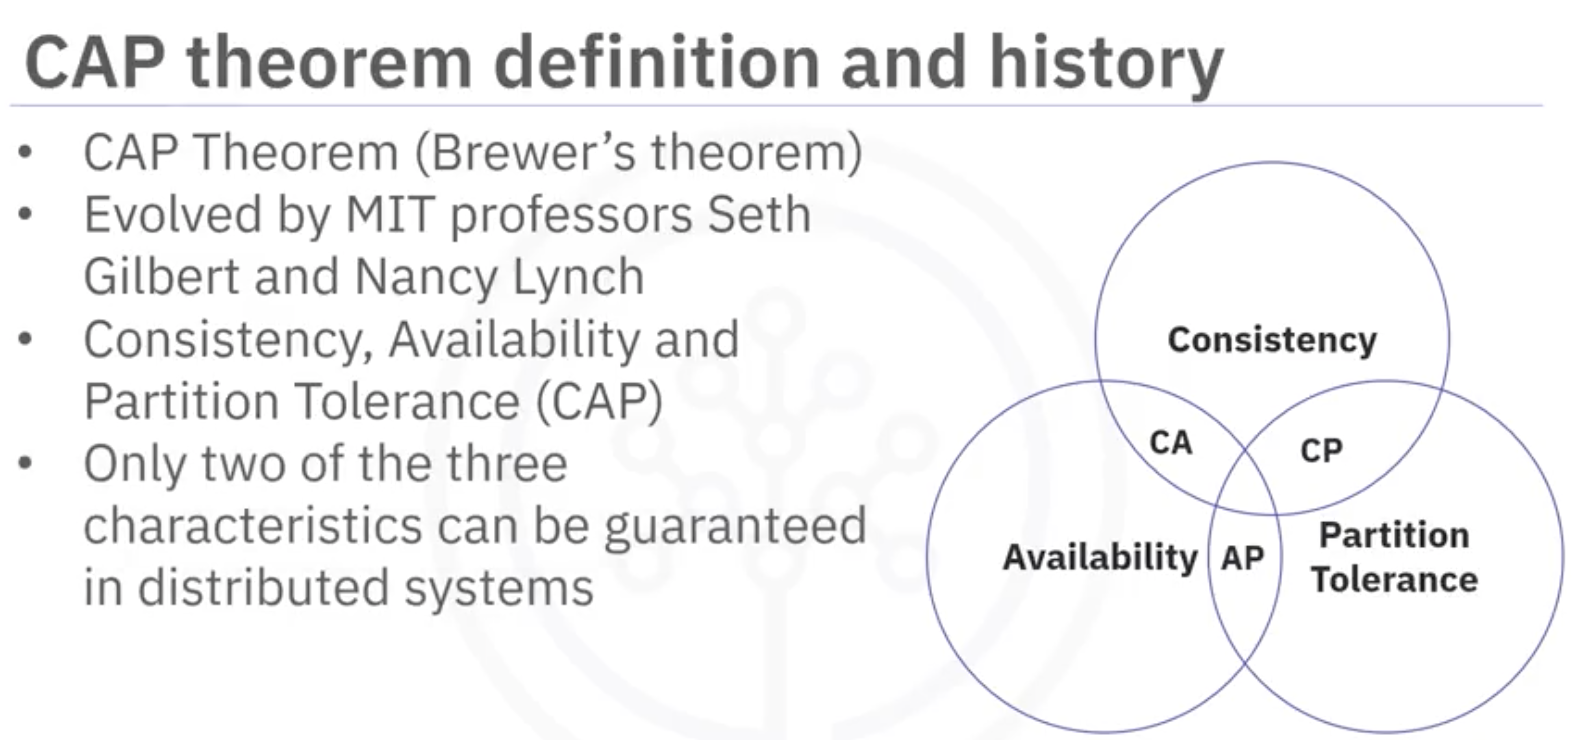 CAP theorem definition and history
• CAP Theorem (Brewer’s theorem)
• Evolved by MIT professors Seth
Gilbert and Nancy Lynch
• Consistency, Availability and
Partition Tolerance (CAP)
• Only two of the three
characteristics can be guaranteed
in distributed systems
Consistency
CA
CP
Availability
AP
Partition
Tolerance